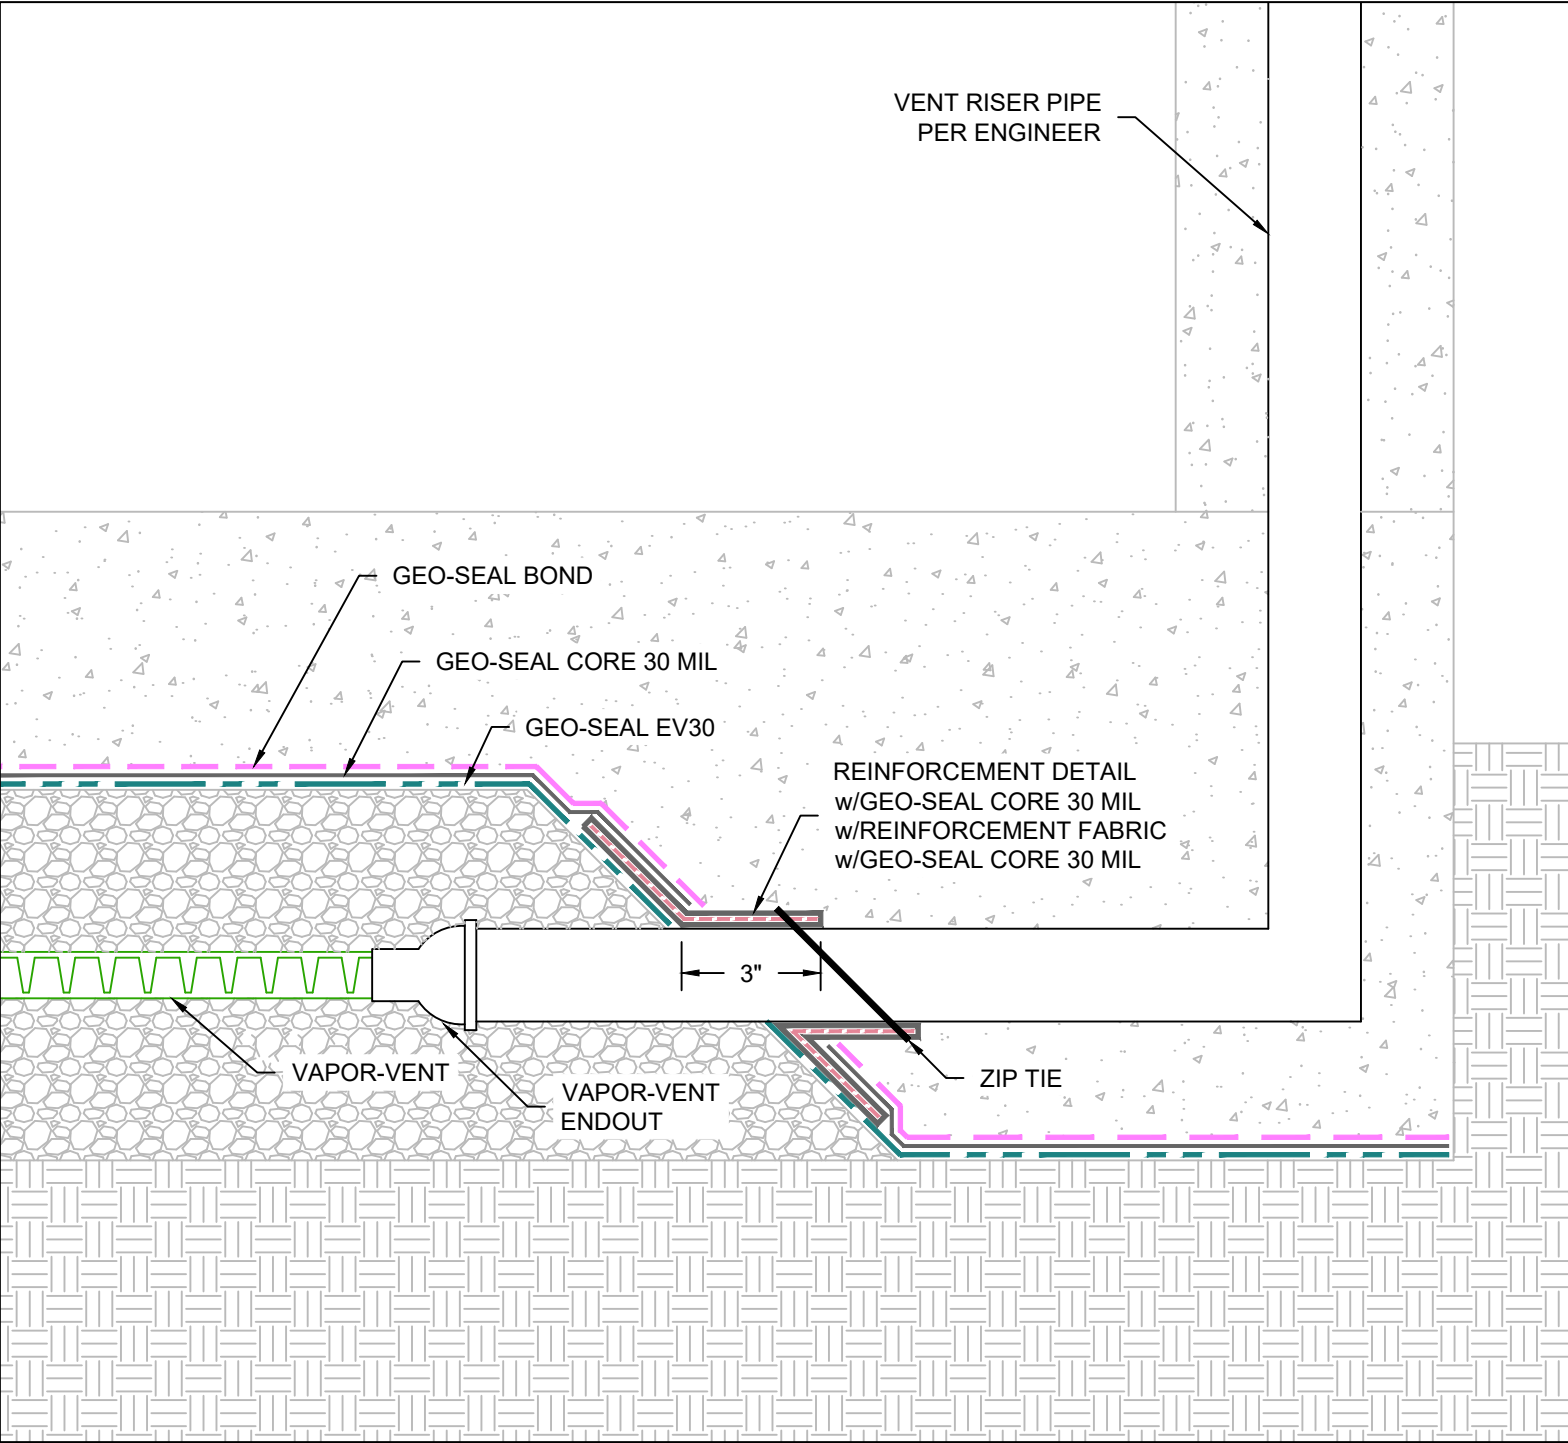 VENT RISER PIPE
PER ENGINEER
GEO-SEAL BOND
GEO-SEAL CORE 30 MIL
GEO-SEAL EV30
REINFORCEMENT DETAIL
w/GEO-SEAL CORE 30 MIL
w/REINFORCEMENT FABRIC
w/GEO-SEAL CORE 30 MIL
3"
VAPOR-VENT
VAPOR-VENT
ENDOUT
ZIP TIE